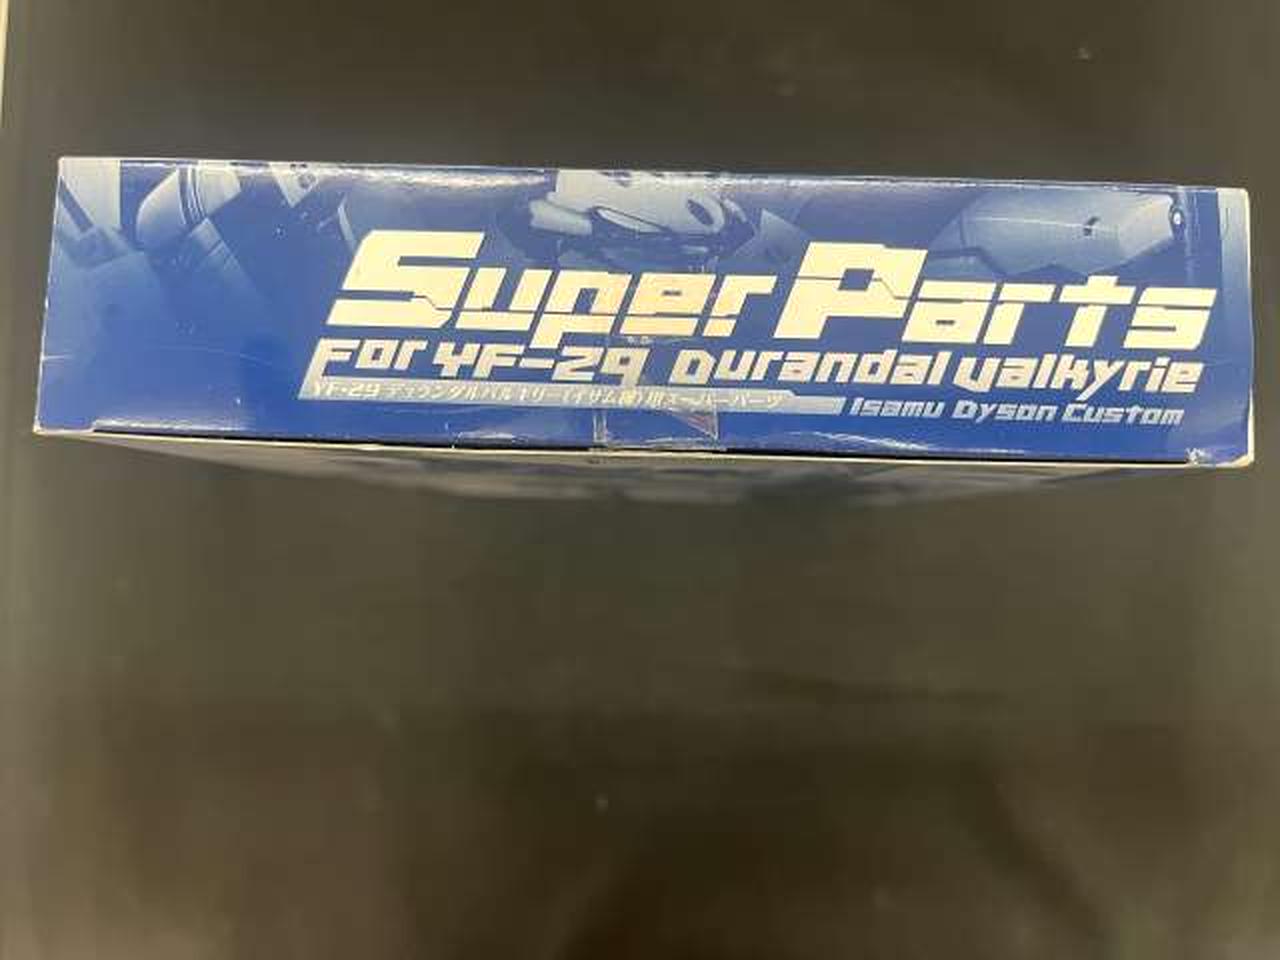 Super Parts
For YF-29 Durandal Valkyrie
YF-29 デュランダルバルキリー(イサム機)用スーパーパーツ
Isamu Dyson Custom